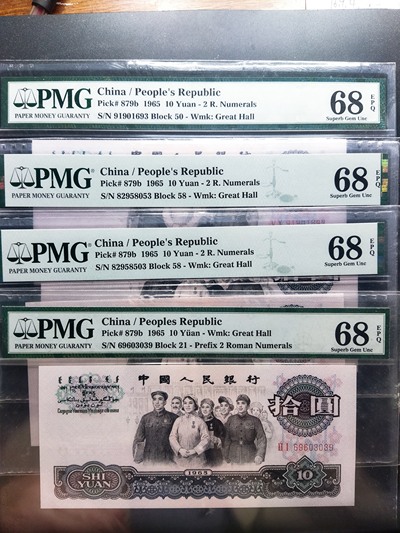 PMG
PAPER MONEY GUARANTY
China / People's Republic
Pick# 879b 1965 10 Yuan - 2 R. Numerals
S/N 91901693 Block 50 - Wmk: Great Hall
68 EPQ
Superb Gem Unc
PMG
PAPER MONEY GUARANTY
China / People's Republic
Pick# 879b 1965 10 Yuan - 2 R. Numerals
S/N 82958053 Block 58 - Wmk: Great Hall
68 EPQ
Superb Gem Unc
PMG
PAPER MONEY GUARANTY
China / People's Republic
Pick# 879b 1965 10 Yuan - 2 R. Numerals
S/N 82958503 Block 58 - Wmk: Great Hall
68 EPQ
Superb Gem Unc
PMG
PAPER MONEY GUARANTY
China / Peoples Republic
Pick# 879b 1965 10 Yüan - Wmk: Great Hall
S/N 69603039 Block 21 - Prefix 2 Roman Numerals
68 EPQ
Superb Gem Unc
中国人民银行
拾圆
1965
SHI
YUAN
10